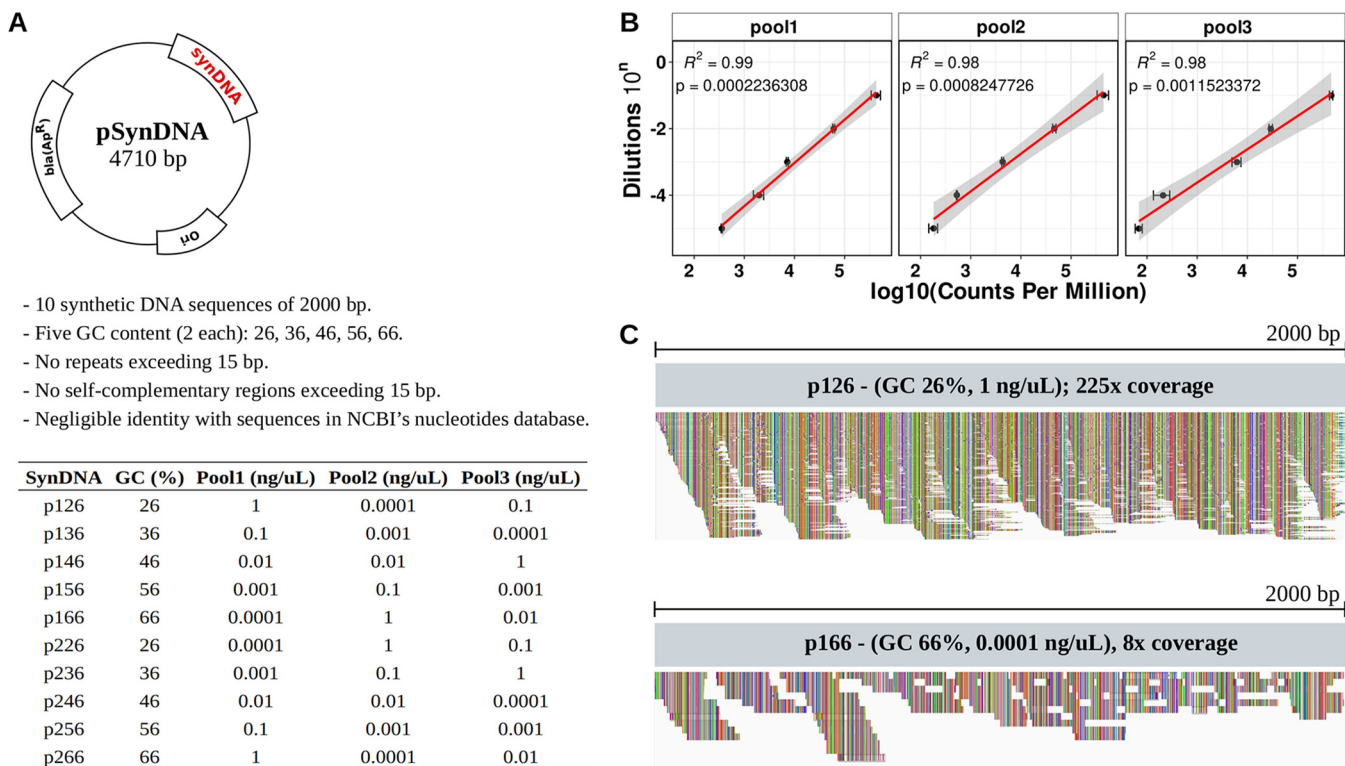 A
synDNA
bla(ApR)
pSynDNA
4710 bp
Ori
- 10 synthetic DNA sequences of 2000 bp.
- Five GC content (2 each): 26, 36, 46, 56, 66.
- No repeats exceeding 15 bp.
- No self-complementary regions exceeding 15 bp.
- Negligible identity with sequences in NCBI's nucleotides database.
SynDNA GC (%) Pool1 (ng/uL) Pool2 (ng/uL) Pool3 (ng/uL)
p126 26 1 0.0001 0.1
p136 36 0.1 0.001 0.0001
p146 46 0.01 0.01 1
p156 56 0.001 0.1 0.001
p166 66 0.0001 1 0.01
p226 26 0.0001 1 0.1
p236 36 0.001 0.1 1
p246 46 0.01 0.01 0.0001
p256 56 0.1 0.001 0.001
p266 66 1 0.0001 0.01
B
pool1 pool2 pool3
R² = 0.99 R² = 0.98 R² = 0.98
p = 0.0002236308 p = 0.0008247726 p = 0.0011523372
Dilutions 10ⁿ
0
-2
-4
2 3 4 5 2 3 4 5 2 3 4 5
log10(Counts Per Million)
C
2000 bp
p126 - (GC 26%, 1 ng/uL); 225x coverage
2000 bp
p166 - (GC 66%, 0.0001 ng/uL), 8x coverage